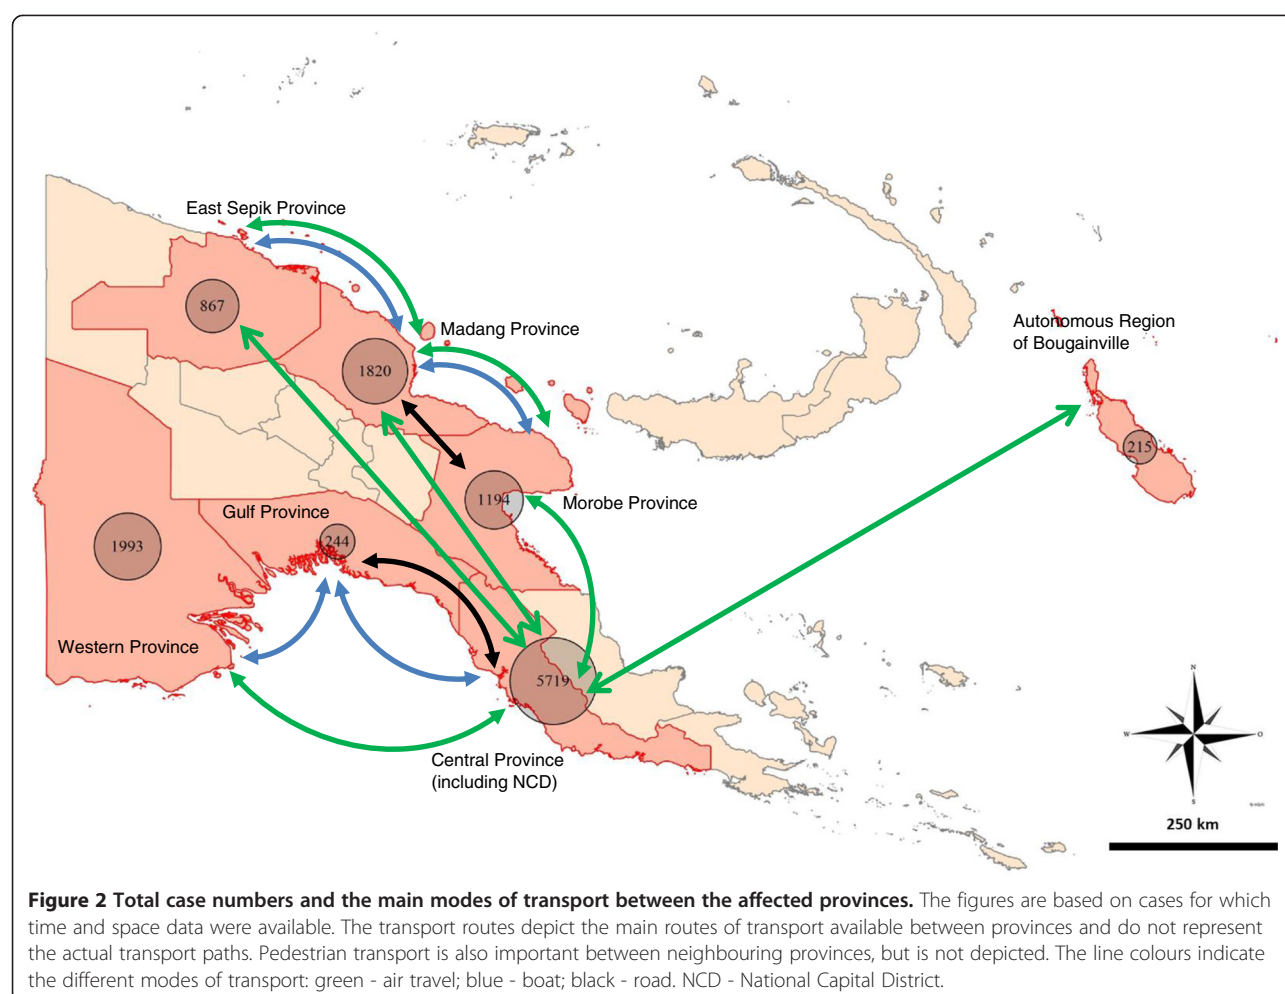 East Sepik Province
867
Madang Province
1820
Autonomous Region
of Bougainville
215
1194
Morobe Province
Gulf Province
244
1993
Western Province
5719
Central Province
(including NCD)
N
W
O
S
250 km
Figure 2 Total case numbers and the main modes of transport between the affected provinces. The figures are based on cases for which
time and space data were available. The transport routes depict the main routes of transport available between provinces and do not represent
the actual transport paths. Pedestrian transport is also important between neighbouring provinces, but is not depicted. The line colours indicate
the different modes of transport: green - air travel; blue - boat; black - road. NCD - National Capital District.